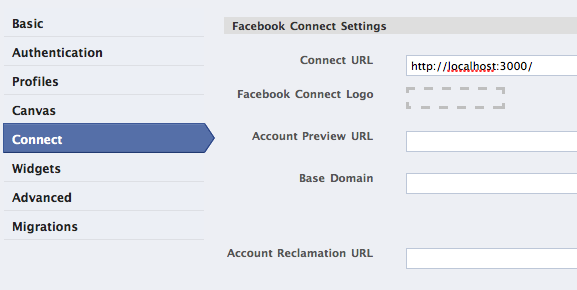 Basic
Authentication
Profiles
Canvas
Connect
Widgets
Advanced
Migrations
Facebook Connect Settings
Connect URL http://localhost:3000/
Facebook Connect Logo
Account Preview URL
Base Domain
Account Reclamation URL